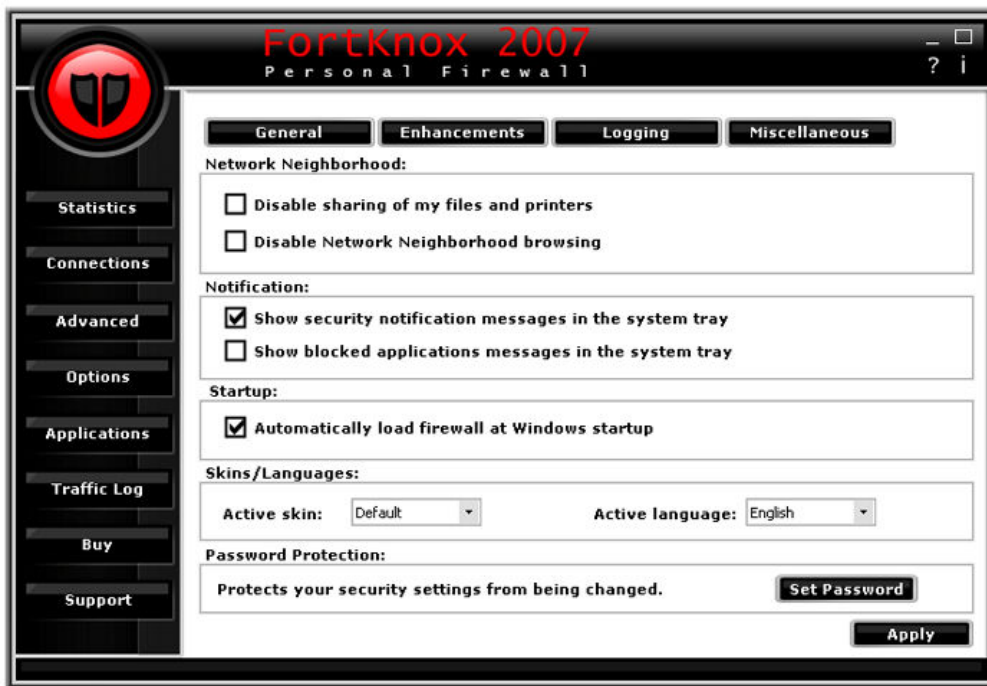 FortKnox 2007
Personal Firewall
? i
General Enhancements Logging Miscellaneous
Network Neighborhood:
Disable sharing of my files and printers
Disable Network Neighborhood browsing
Notification:
Show security notification messages in the system tray
Show blocked applications messages in the system tray
Startup:
Automatically load firewall at Windows startup
Skins/Languages:
Active skin: Default Active language: English
Password Protection:
Protects your security settings from being changed. Set Password
Apply
Statistics
Connections
Advanced
Options
Applications
Traffic Log
Buy
Support